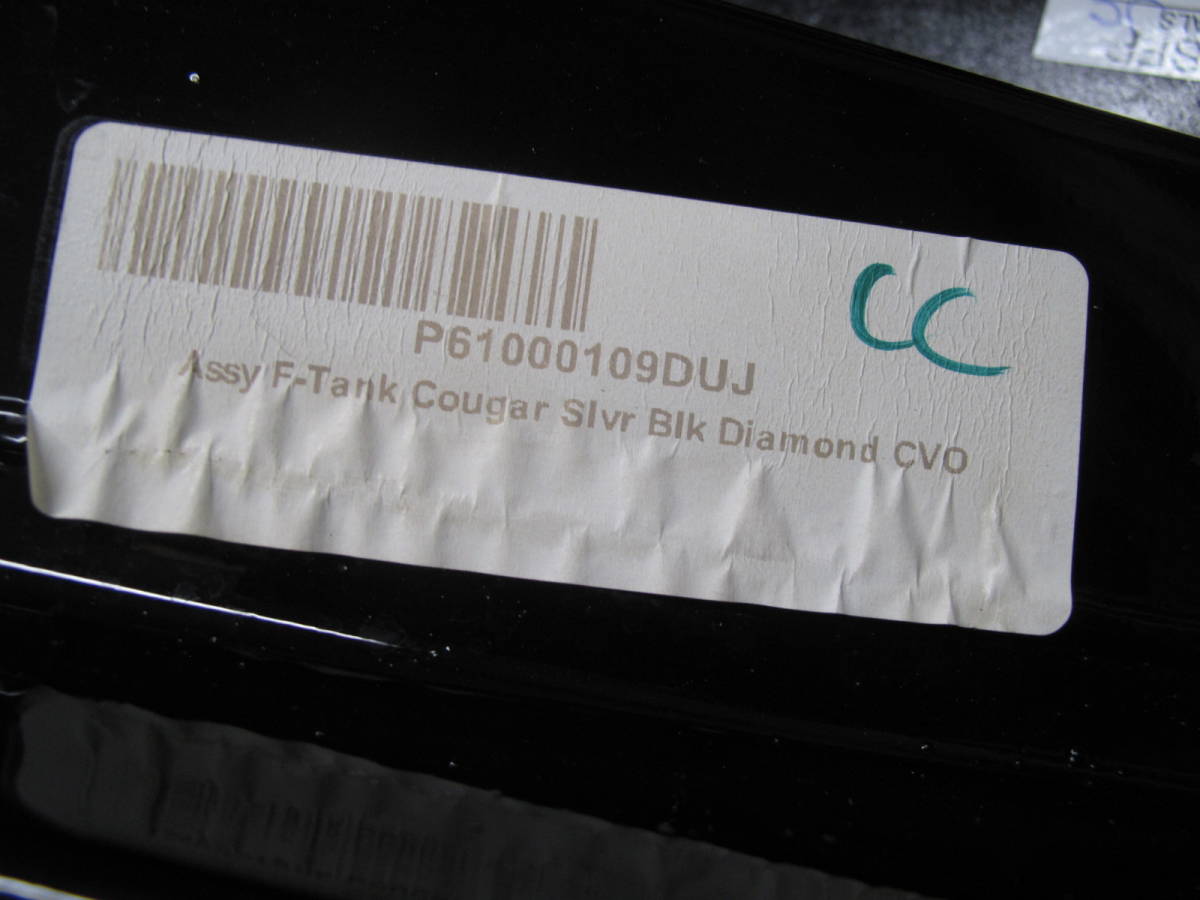 P61000109DUJ
Assy F-Tank Cougar Slvr Blk Diamond CVO
CC